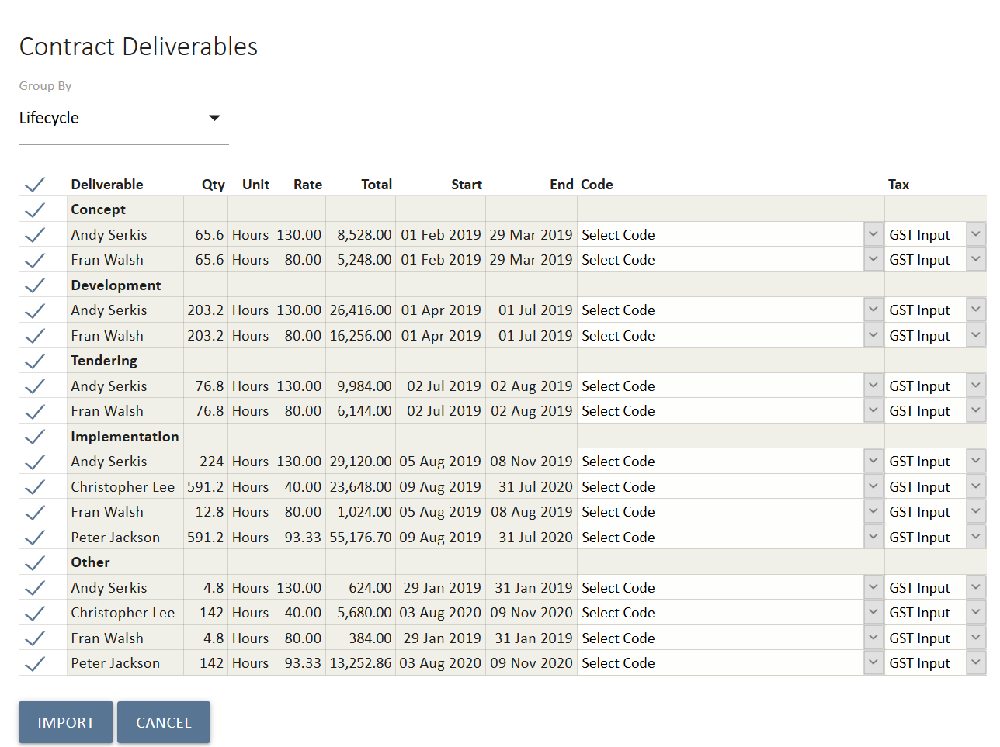 Contract Deliverables
Group By
Lifecycle
Deliverable Qty Unit Rate Total Start End Code Tax
Concept
Andy Serkis 65.6 Hours 130.00 8,528.00 01 Feb 2019 29 Mar 2019 Select Code GST Input
Fran Walsh 65.6 Hours 80.00 5,248.00 01 Feb 2019 29 Mar 2019 Select Code GST Input
Development
Andy Serkis 203.2 Hours 130.00 26,416.00 01 Apr 2019 01 Jul 2019 Select Code GST Input
Fran Walsh 203.2 Hours 80.00 16,256.00 01 Apr 2019 01 Jul 2019 Select Code GST Input
Tendering
Andy Serkis 76.8 Hours 130.00 9,984.00 02 Jul 2019 02 Aug 2019 Select Code GST Input
Fran Walsh 76.8 Hours 80.00 6,144.00 02 Jul 2019 02 Aug 2019 Select Code GST Input
Implementation
Andy Serkis 224 Hours 130.00 29,120.00 05 Aug 2019 08 Nov 2019 Select Code GST Input
Christopher Lee 591.2 Hours 40.00 23,648.00 09 Aug 2019 31 Jul 2020 Select Code GST Input
Fran Walsh 12.8 Hours 80.00 1,024.00 05 Aug 2019 08 Aug 2019 Select Code GST Input
Peter Jackson 591.2 Hours 93.33 55,176.70 09 Aug 2019 31 Jul 2020 Select Code GST Input
Other
Andy Serkis 4.8 Hours 130.00 624.00 29 Jan 2019 31 Jan 2019 Select Code GST Input
Christopher Lee 142 Hours 40.00 5,680.00 03 Aug 2020 09 Nov 2020 Select Code GST Input
Fran Walsh 4.8 Hours 80.00 384.00 29 Jan 2019 31 Jan 2019 Select Code GST Input
Peter Jackson 142 Hours 93.33 13,252.86 03 Aug 2020 09 Nov 2020 Select Code GST Input
IMPORT CANCEL